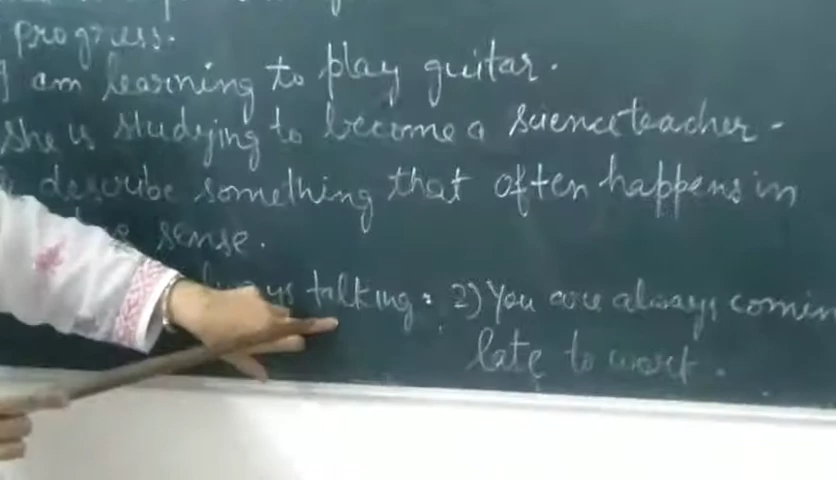 progress.
I am learning to play guitar.
she is studying to become a science teacher.
describe something that often happens in
sense.
talking. 2) You are always comin
late to work.